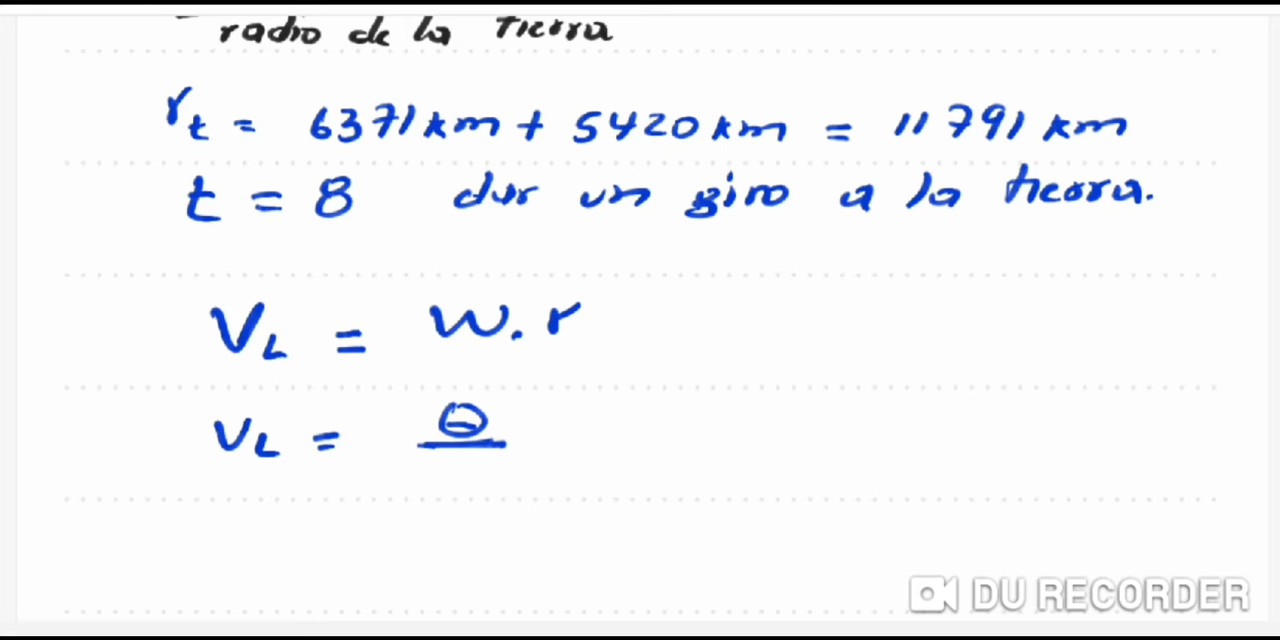 radio de la Tierra
rt = 6371 km + 5420 km = 11791 km
t = 8 dar un giro a la tierra.
VL = W. r
VL = Θ
DU RECORDER